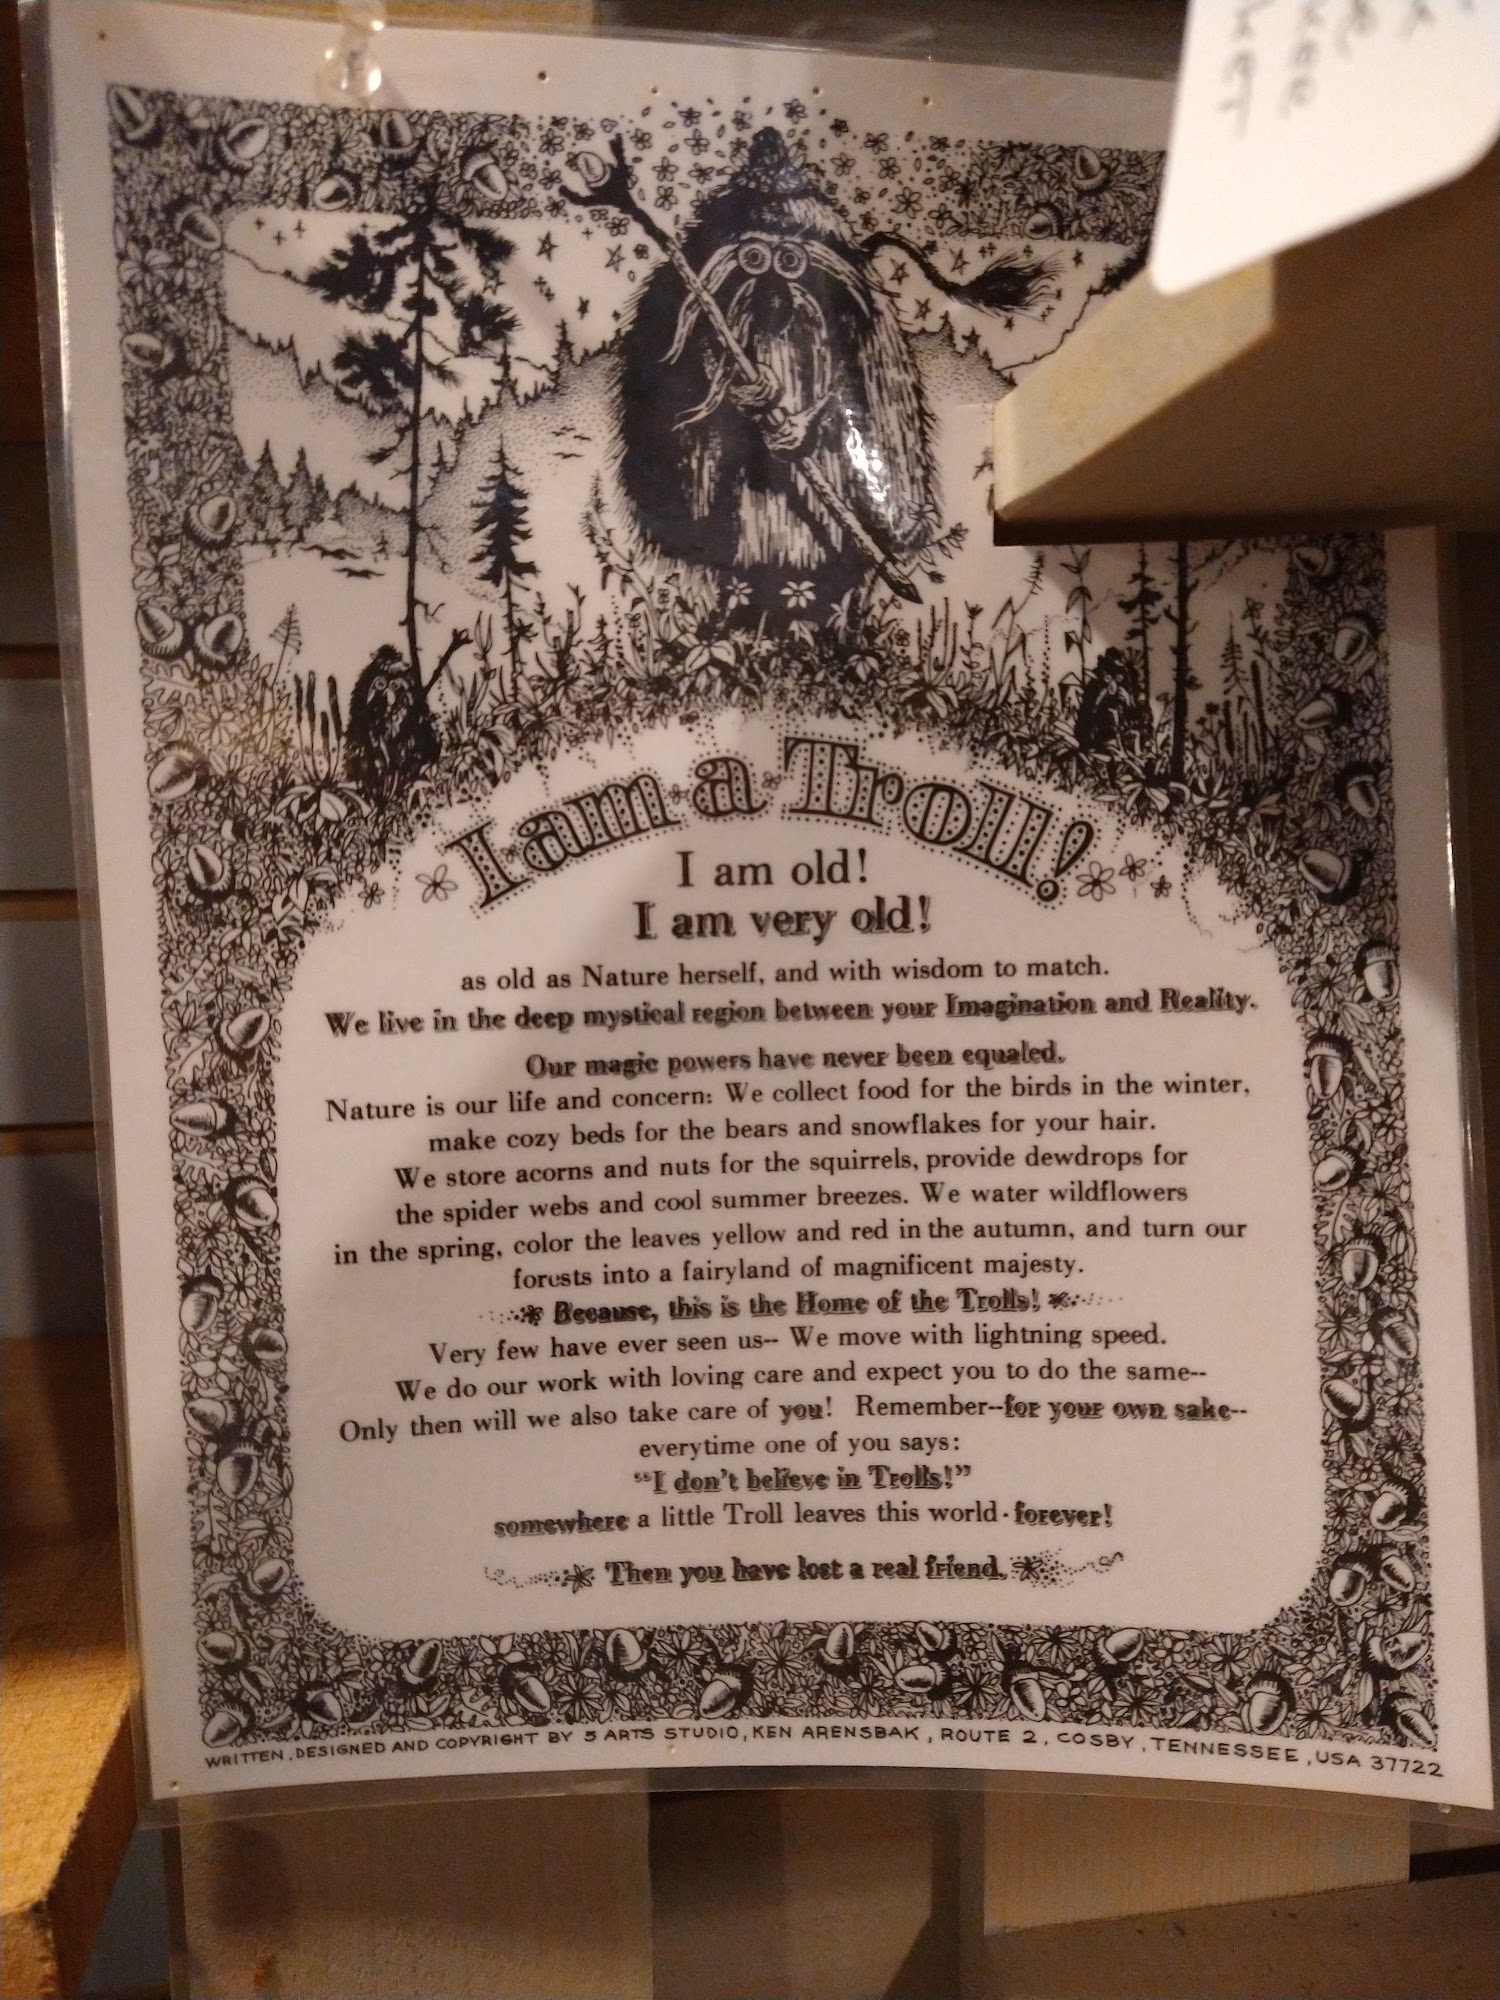 I am a Troll!
I am old!
I am very old!
as old as Nature herself, and with wisdom to match.
We live in the deep mystical region between your Imagination and Reality.
Our magic powers have never been equaled.
Nature is our life and concern: We collect food for the birds in the winter,
make cozy beds for the bears and snowflakes for your hair.
We store acorns and nuts for the squirrels, provide dewdrops for
the spider webs and cool summer breezes. We water wildflowers
in the spring, color the leaves yellow and red in the autumn, and turn our
forests into a fairyland of magnificent majesty.
Because, this is the Home of the Trolls!
Very few have ever seen us-- We move with lightning speed.
We do our work with loving care and expect you to do the same--
Only then will we also take care of you! Remember--for your own sake--
everytime one of you says:
"I don't believe in Trolls!"
somewhere a little Troll leaves this world - forever!
Then you have lost a real friend.
WRITTEN, DESIGNED AND COPYRIGHT BY 5 ARTS STUDIO, KEN ARENSBAK, ROUTE 2, COSBY, TENNESSEE, USA 37722